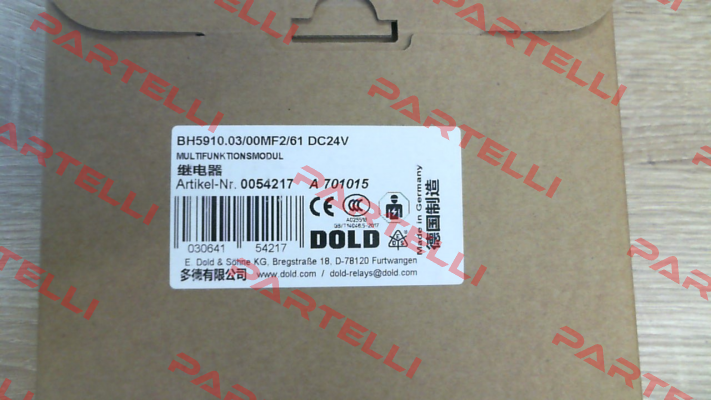 BH5910.03/00MF2/61 DC24V
MULTIFUNKTIONSMODUL
继电器
Artikel-Nr. 0054217 A 701015
030641 54217
CE CCC
DOLD
Made in Germany
德国制造
E. Dold & Söhne KG, Bregstraße 18, D-78120 Furtwangen
多德有限公司 www.dold.com / dold-relays@dold.com
PARTELLI
PARTELLI
PARTELLI
PARTELLI
PARTELLI
PARTELLI
PARTELLI